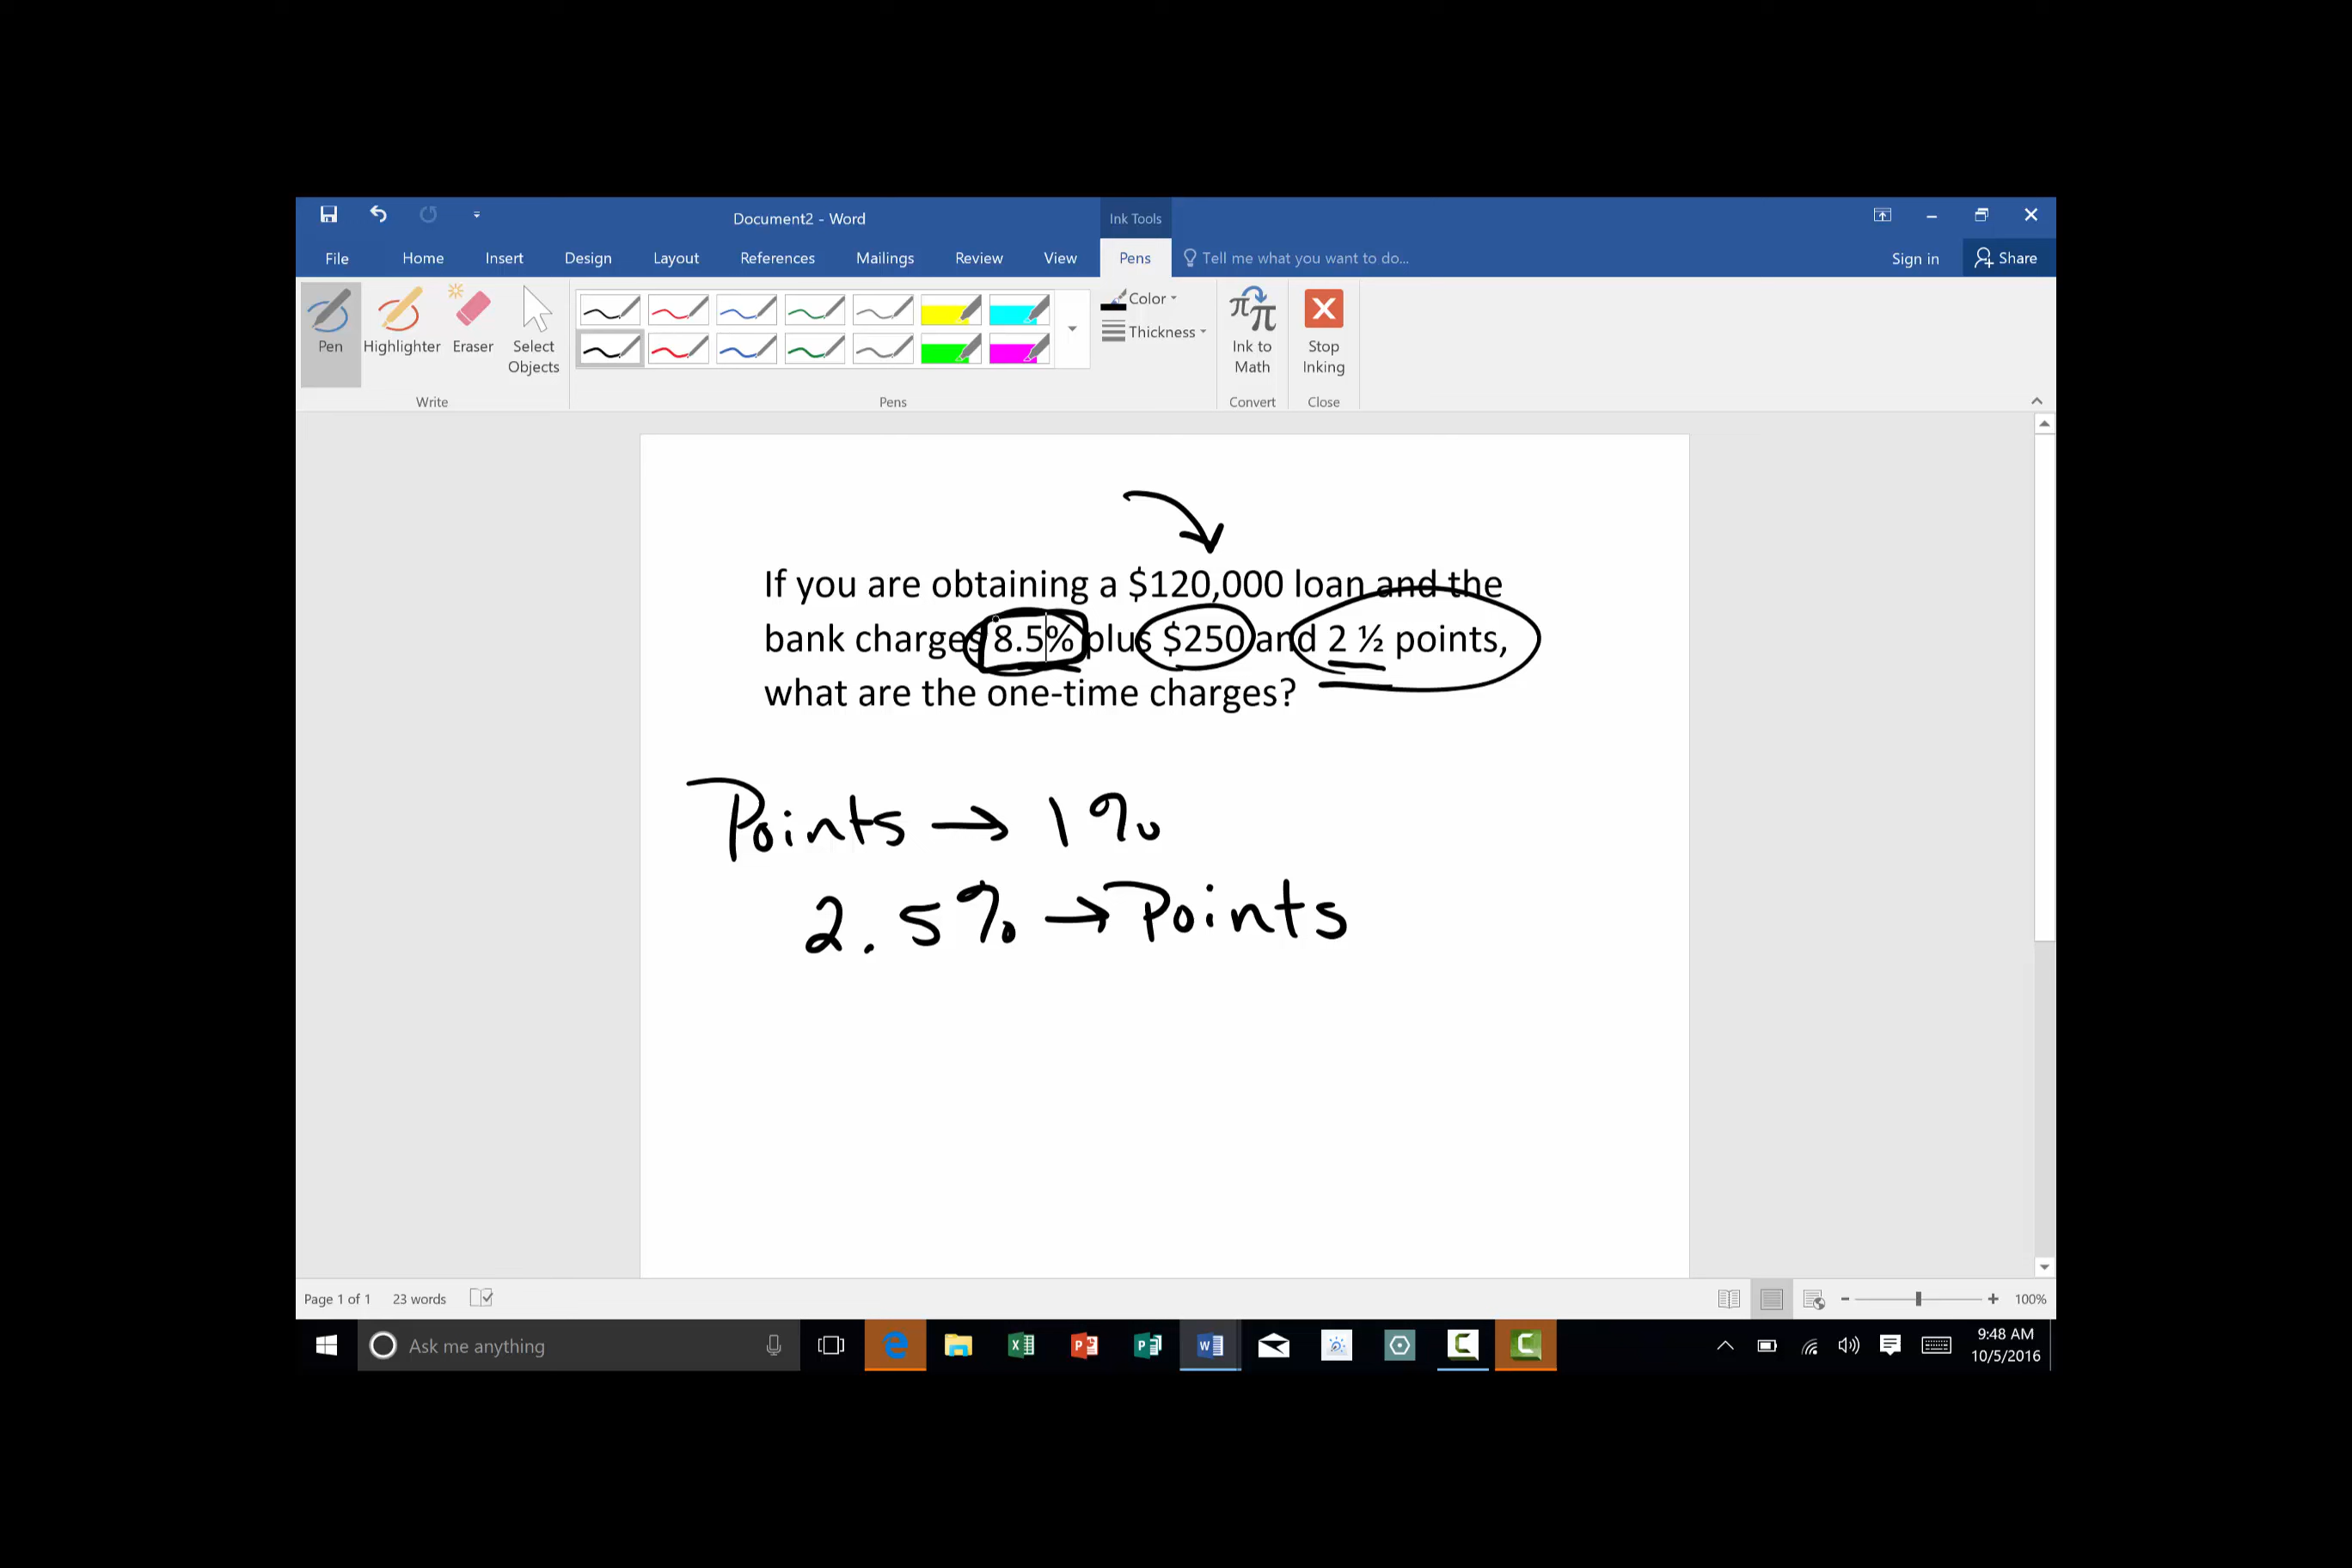 Document2 - Word
Ink Tools
File Home Insert Design Layout References Mailings Review View Pens Tell me what you want to do... Sign in Share
Pen Highlighter Eraser Select Objects
Color
Thickness
Ink to Math
Stop Inking
Write Pens Convert Close
If you are obtaining a $120,000 loan and the
bank charges 8.5% plus $250 and 2 ½ points,
what are the one-time charges?
Points → 1%
2.5% → Points
Page 1 of 1 23 words 100%
Ask me anything
9:48 AM
10/5/2016